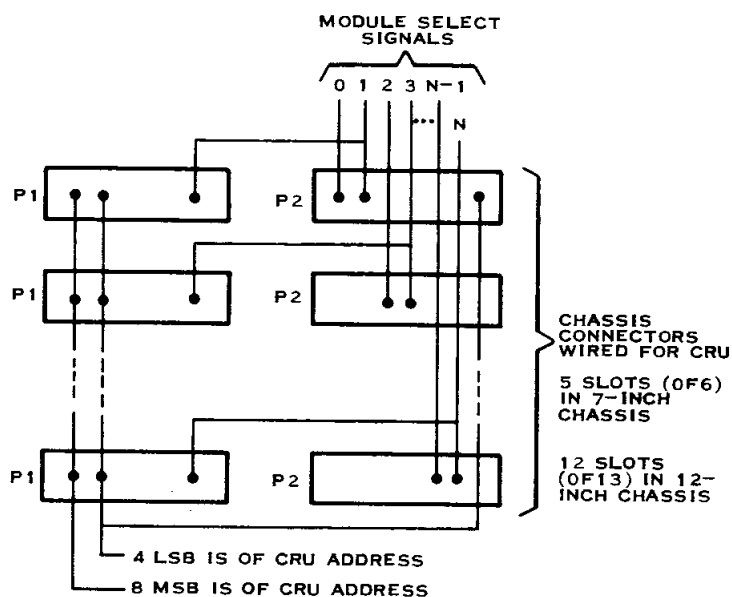 MODULE SELECT
SIGNALS
0 1 2 3 N-1
N
P1
P2
P1
P2
CHASSIS
CONNECTORS
WIRED FOR CRU
5 SLOTS (0F6)
IN 7-INCH
CHASSIS
12 SLOTS
(0F13) IN 12-
INCH CHASSIS
P1
P2
4 LSB IS OF CRU ADDRESS
8 MSB IS OF CRU ADDRESS